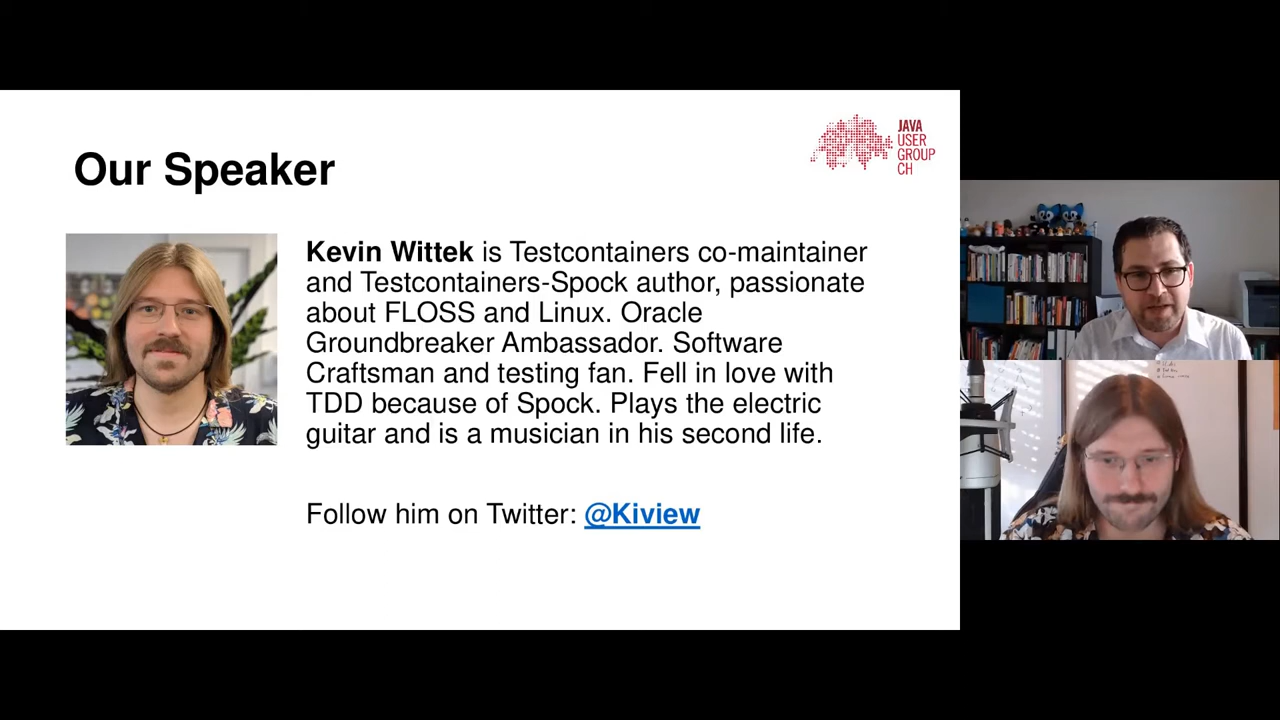 Our Speaker
JAVA
USER
GROUP
CH
Kevin Wittek is Testcontainers co-maintainer
and Testcontainers-Spock author, passionate
about FLOSS and Linux. Oracle
Groundbreaker Ambassador. Software
Craftsman and testing fan. Fell in love with
TDD because of Spock. Plays the electric
guitar and is a musician in his second life.
Follow him on Twitter: @Kiview